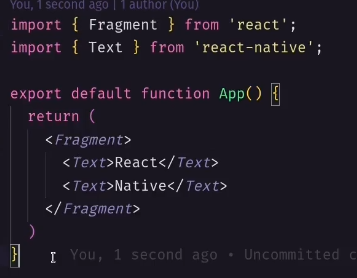 You, 1 second ago | 1 author (You)
import { Fragment } from 'react';
import { Text } from 'react-native';
export default function App() {
return (
<Fragment>
<Text>React</Text>
<Text>Native</Text>
</Fragment>
)
} You, 1 second ago • Uncommitted